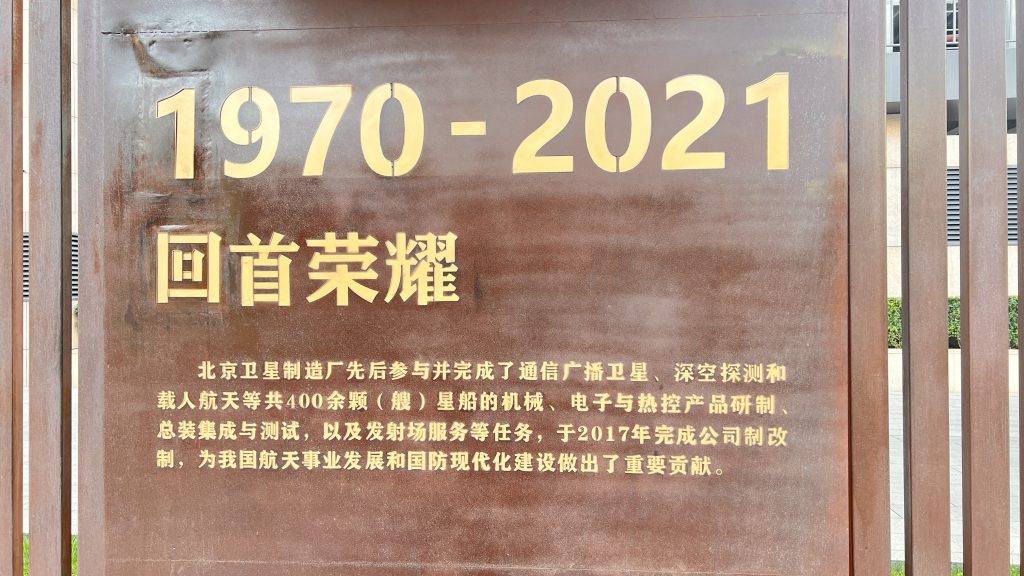 1970-2021
回首荣耀
北京卫星制造厂先后参与并完成了通信广播卫星、深空探测和
载人航天等共400余颗（艘）星船的机械、电子与热控产品研制、
总装集成与测试，以及发射场服务等任务，于2017年完成公司制改
制，为我国航天事业发展和国防现代化建设做出了重要贡献。